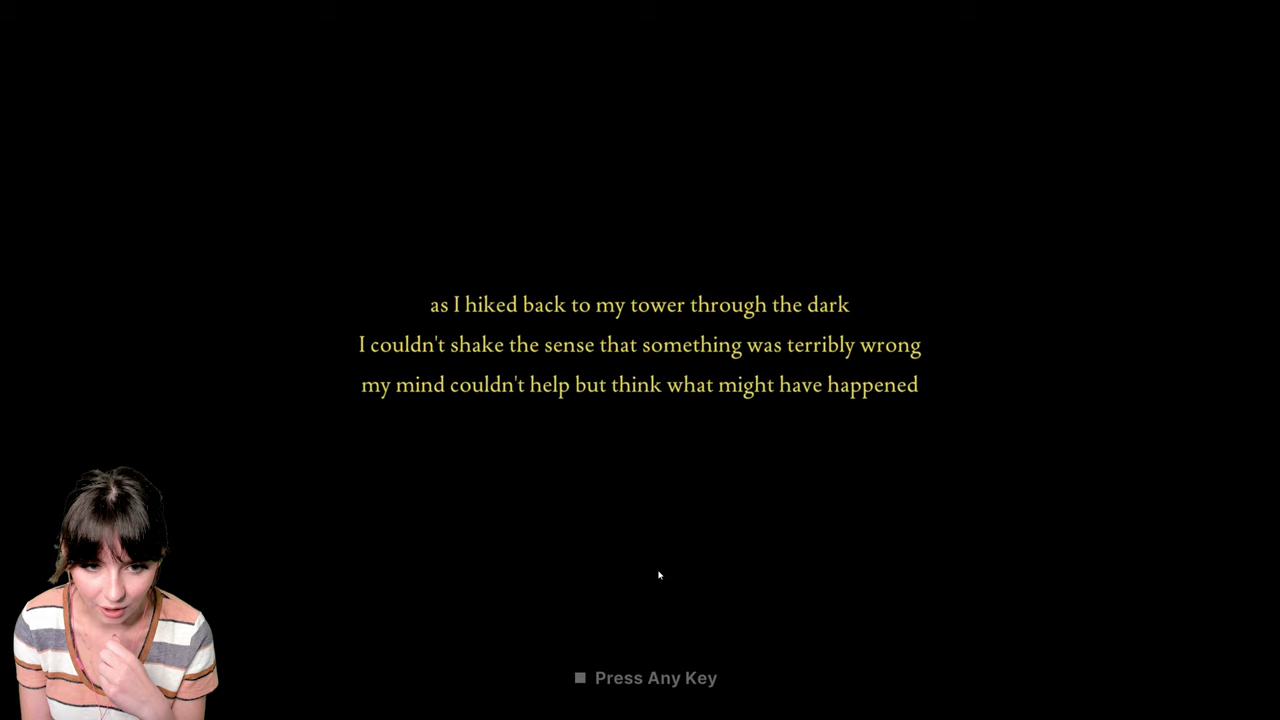 as I hiked back to my tower through the dark
I couldn't shake the sense that something was terribly wrong
my mind couldn't help but think what might have happened
Press Any Key